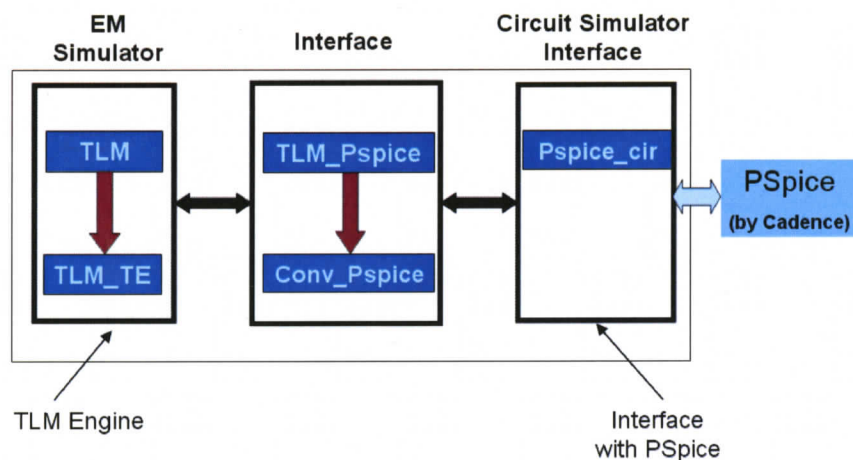 EM
Simulator
Interface
Circuit Simulator
Interface
TLM
TLM_TE
TLM_Pspice
Conv_Pspice
Pspice_cir
PSpice
(by Cadence)
TLM Engine
Interface
with PSpice